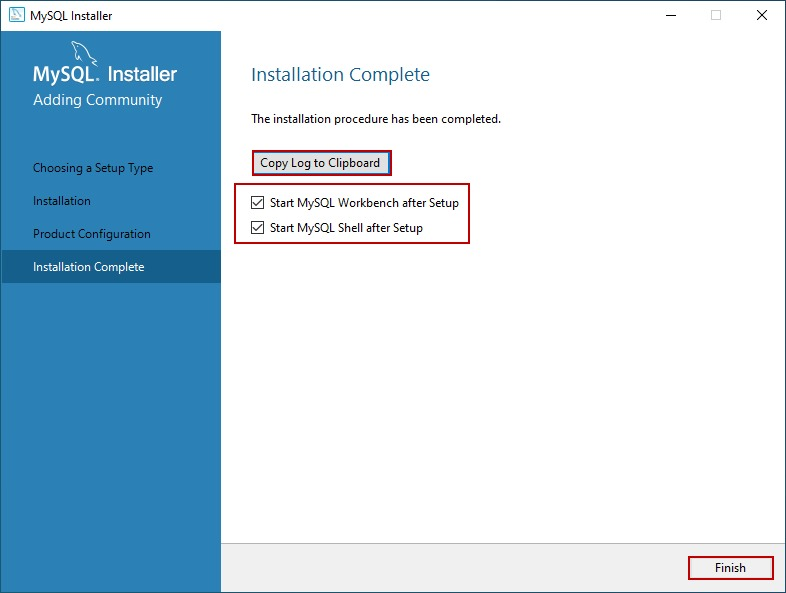 MySQL Installer
MySQL. Installer
Adding Community
Choosing a Setup Type
Installation
Product Configuration
Installation Complete
Installation Complete
The installation procedure has been completed.
Copy Log to Clipboard
Start MySQL Workbench after Setup
Start MySQL Shell after Setup
Finish